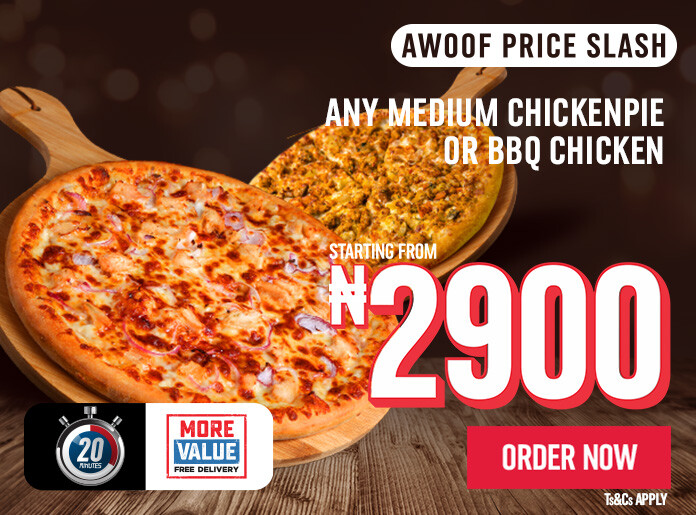 AWOOF PRICE SLASH
ANY MEDIUM CHICKENPIE
OR BBQ CHICKEN
STARTING FROM
₦2900
20
MINUTES
MORE
VALUE
FREE DELIVERY
ORDER NOW
Ts&Cs APPLY